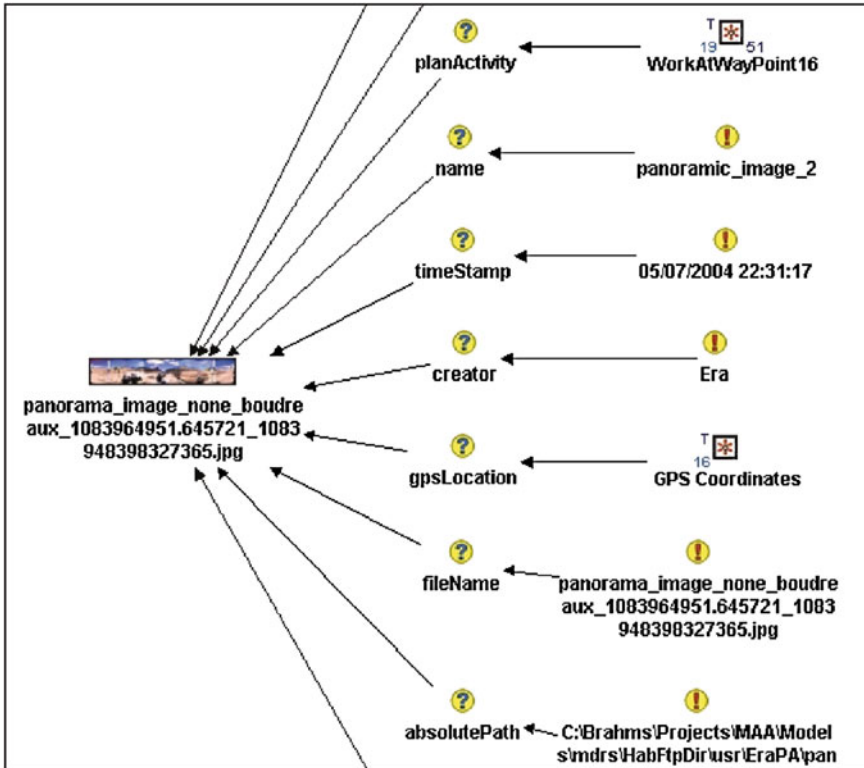 T
19 51
planActivity WorkAtWayPoint16
name panoramic_image_2
timeStamp 05/07/2004 22:31:17
creator Era
panorama_image_none_boudre
aux_1083964951.645721_1083
948398327365.jpg
T
16
gpsLocation GPS Coordinates
fileName panorama_image_none_boudre
aux_1083964951.645721_1083
948398327365.jpg
absolutePath C:\Brahms\Projects\MAA\Model
s\mdrs\HabFtpDir\usr\EraPA\pan